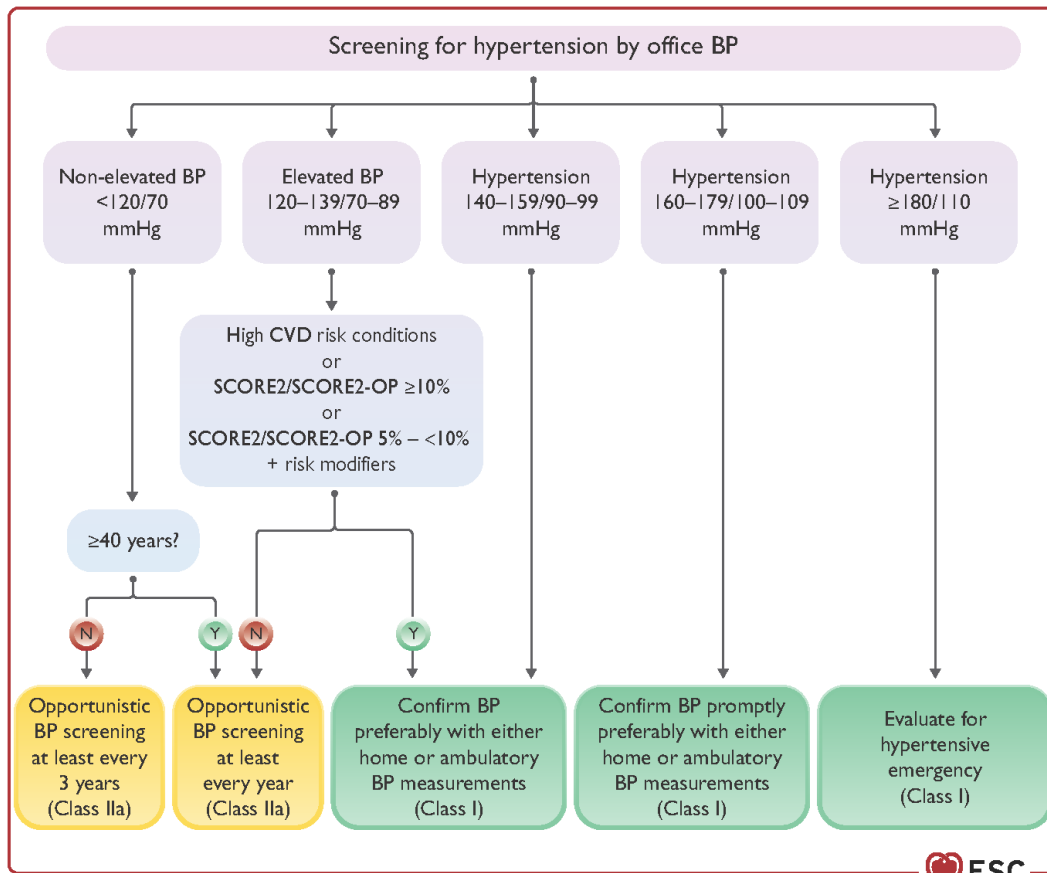 Screening for hypertension by office BP
Non-elevated BP
<120/70
mmHg
Elevated BP
120–139/70–89
mmHg
Hypertension
140–159/90–99
mmHg
Hypertension
160–179/100–109
mmHg
Hypertension
≥180/110
mmHg
High CVD risk conditions
or
SCORE2/SCORE2-OP ≥10%
or
SCORE2/SCORE2-OP 5% – <10%
+ risk modifiers
≥40 years?
N
Y
N
Y
Opportunistic
BP screening
at least every
3 years
(Class IIa)
Opportunistic
BP screening
at least
every year
(Class IIa)
Confirm BP
preferably with either
home or ambulatory
BP measurements
(Class I)
Confirm BP promptly
preferably with either
home or ambulatory
BP measurements
(Class I)
Evaluate for
hypertensive
emergency
(Class I)
ESC